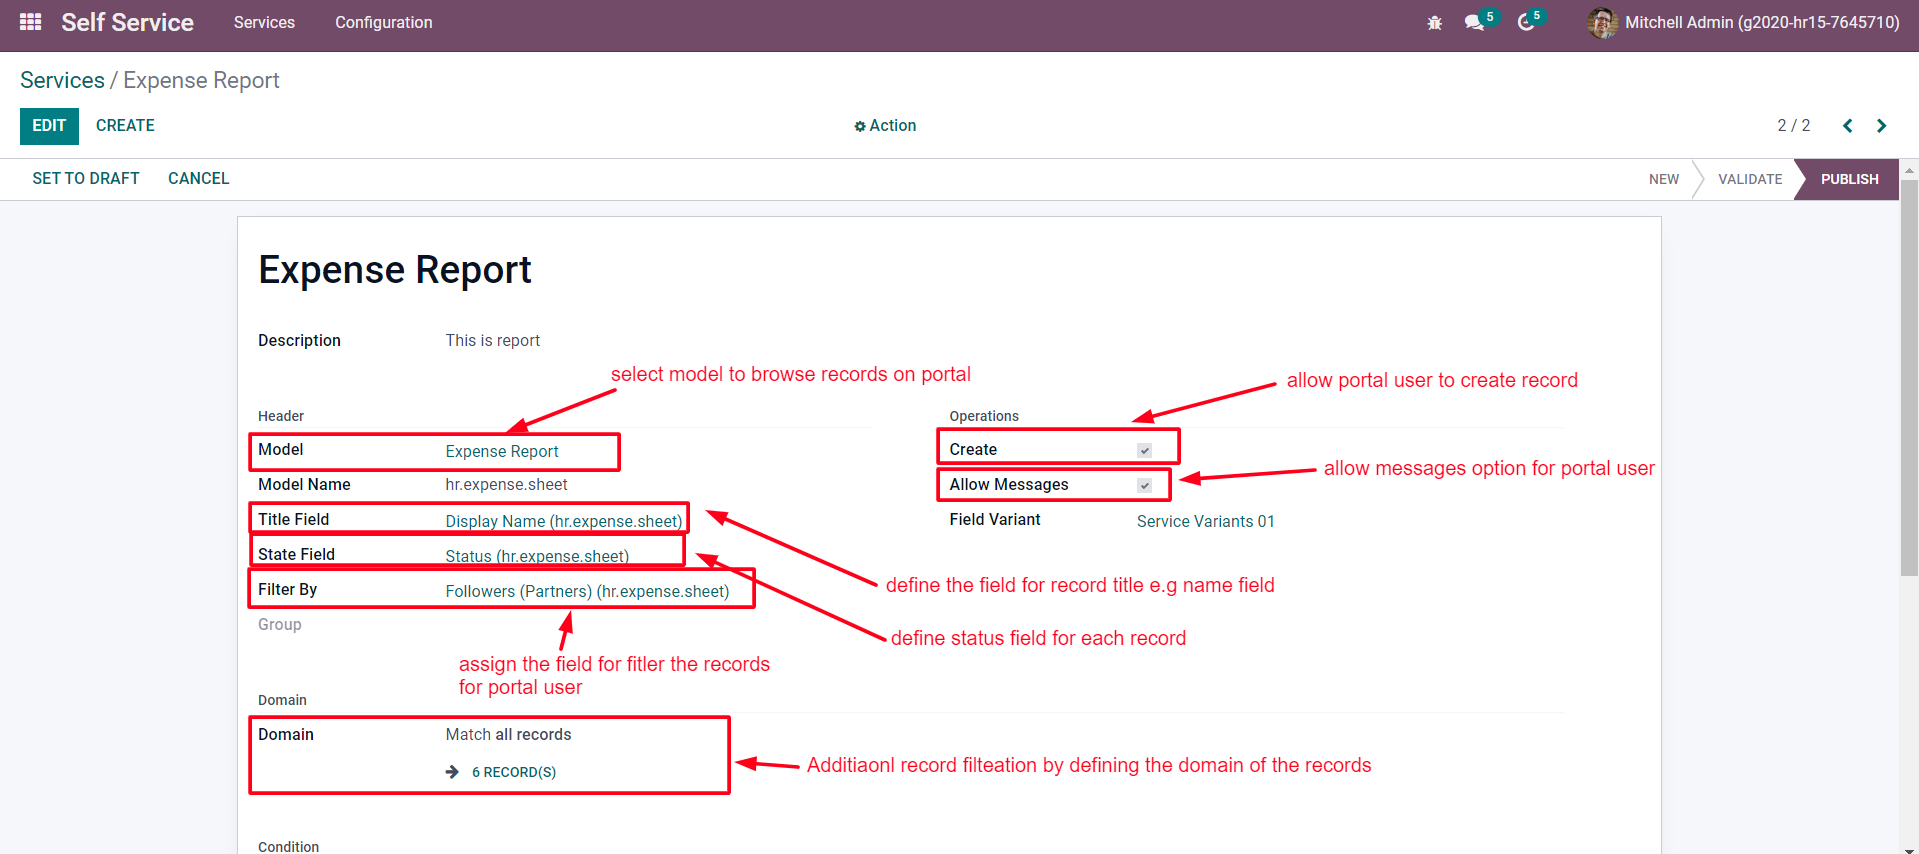 Self Service Services Configuration 5 5 Mitchell Admin (g2020-hr15-7645710)
Services / Expense Report
EDIT CREATE Action 2 / 2
SET TO DRAFT CANCEL NEW VALIDATE PUBLISH
Expense Report
Description This is report
select model to browse records on portal
allow portal user to create record
Header Operations
Model Expense Report Create
allow messages option for portal user
Model Name hr.expense.sheet Allow Messages
Title Field Display Name (hr.expense.sheet) Field Variant Service Variants 01
State Field Status (hr.expense.sheet)
define the field for record title e.g name field
Filter By Followers (Partners) (hr.expense.sheet)
Group
define status field for each record
assign the field for fitler the records
for portal user
Domain
Domain Match all records
Additiaonl record filteation by defining the domain of the records
6 RECORD(S)
Condition